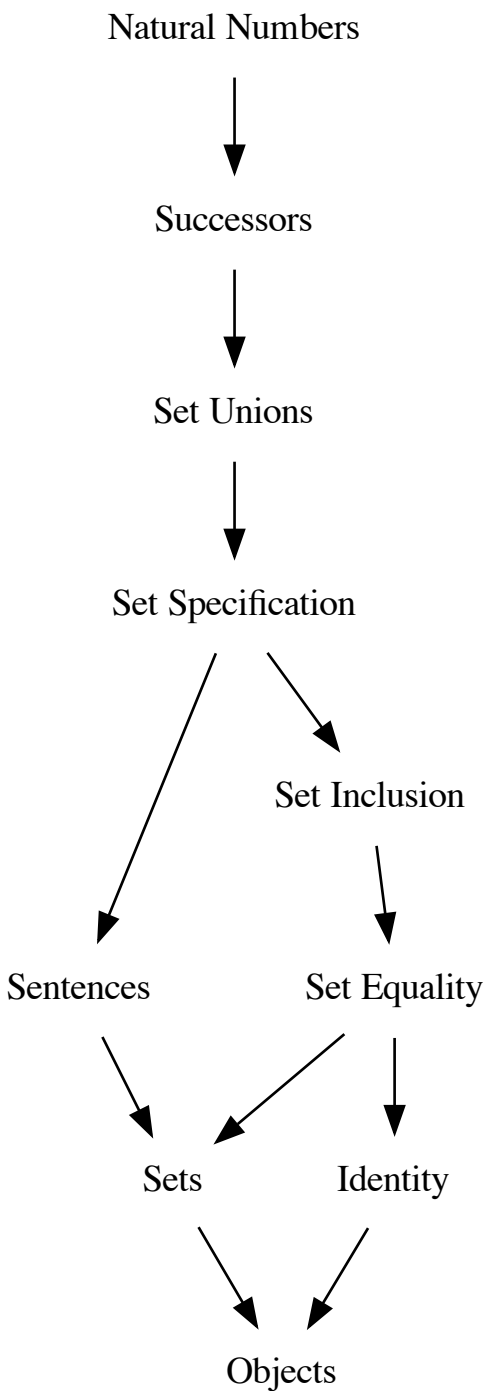 Natural Numbers
Successors
Set Unions
Set Specification
Set Inclusion
Sentences
Set Equality
Sets
Identity
Objects